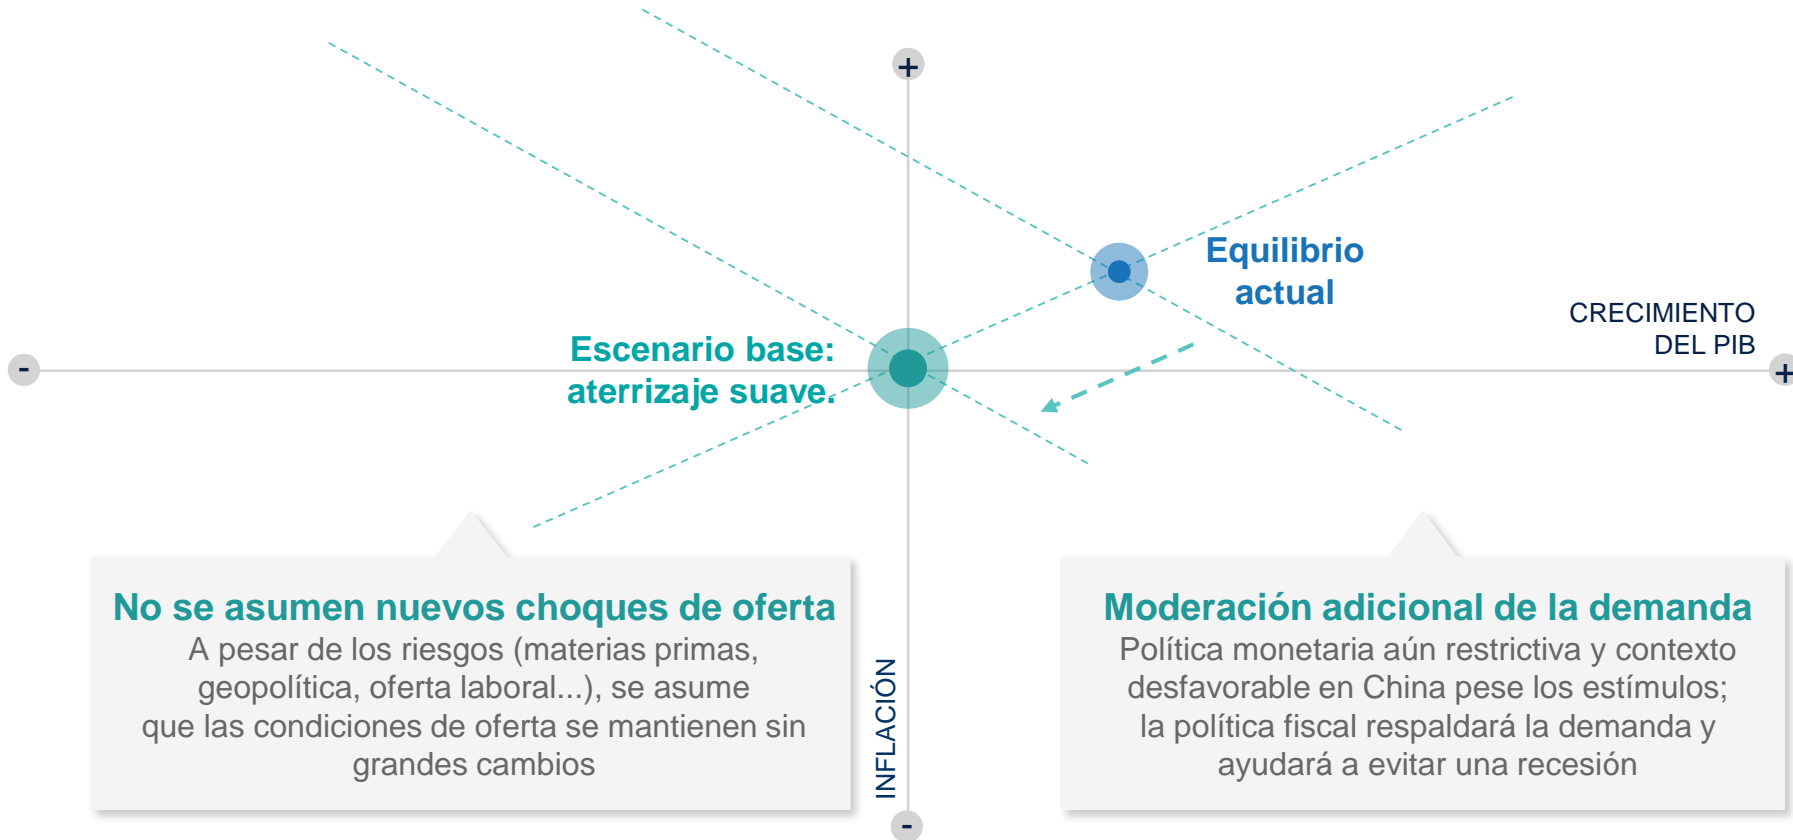 +
Equilibrio
actual
CRECIMIENTO
DEL PIB
Escenario base:
aterrizaje suave.
-
+
No se asumen nuevos choques de oferta
A pesar de los riesgos (materias primas,
geopolítica, oferta laboral...), se asume
que las condiciones de oferta se mantienen sin
grandes cambios
INFLACIÓN
Moderación adicional de la demanda
Política monetaria aún restrictiva y contexto
desfavorable en China pese los estímulos;
la política fiscal respaldará la demanda y
ayudará a evitar una recesión
-